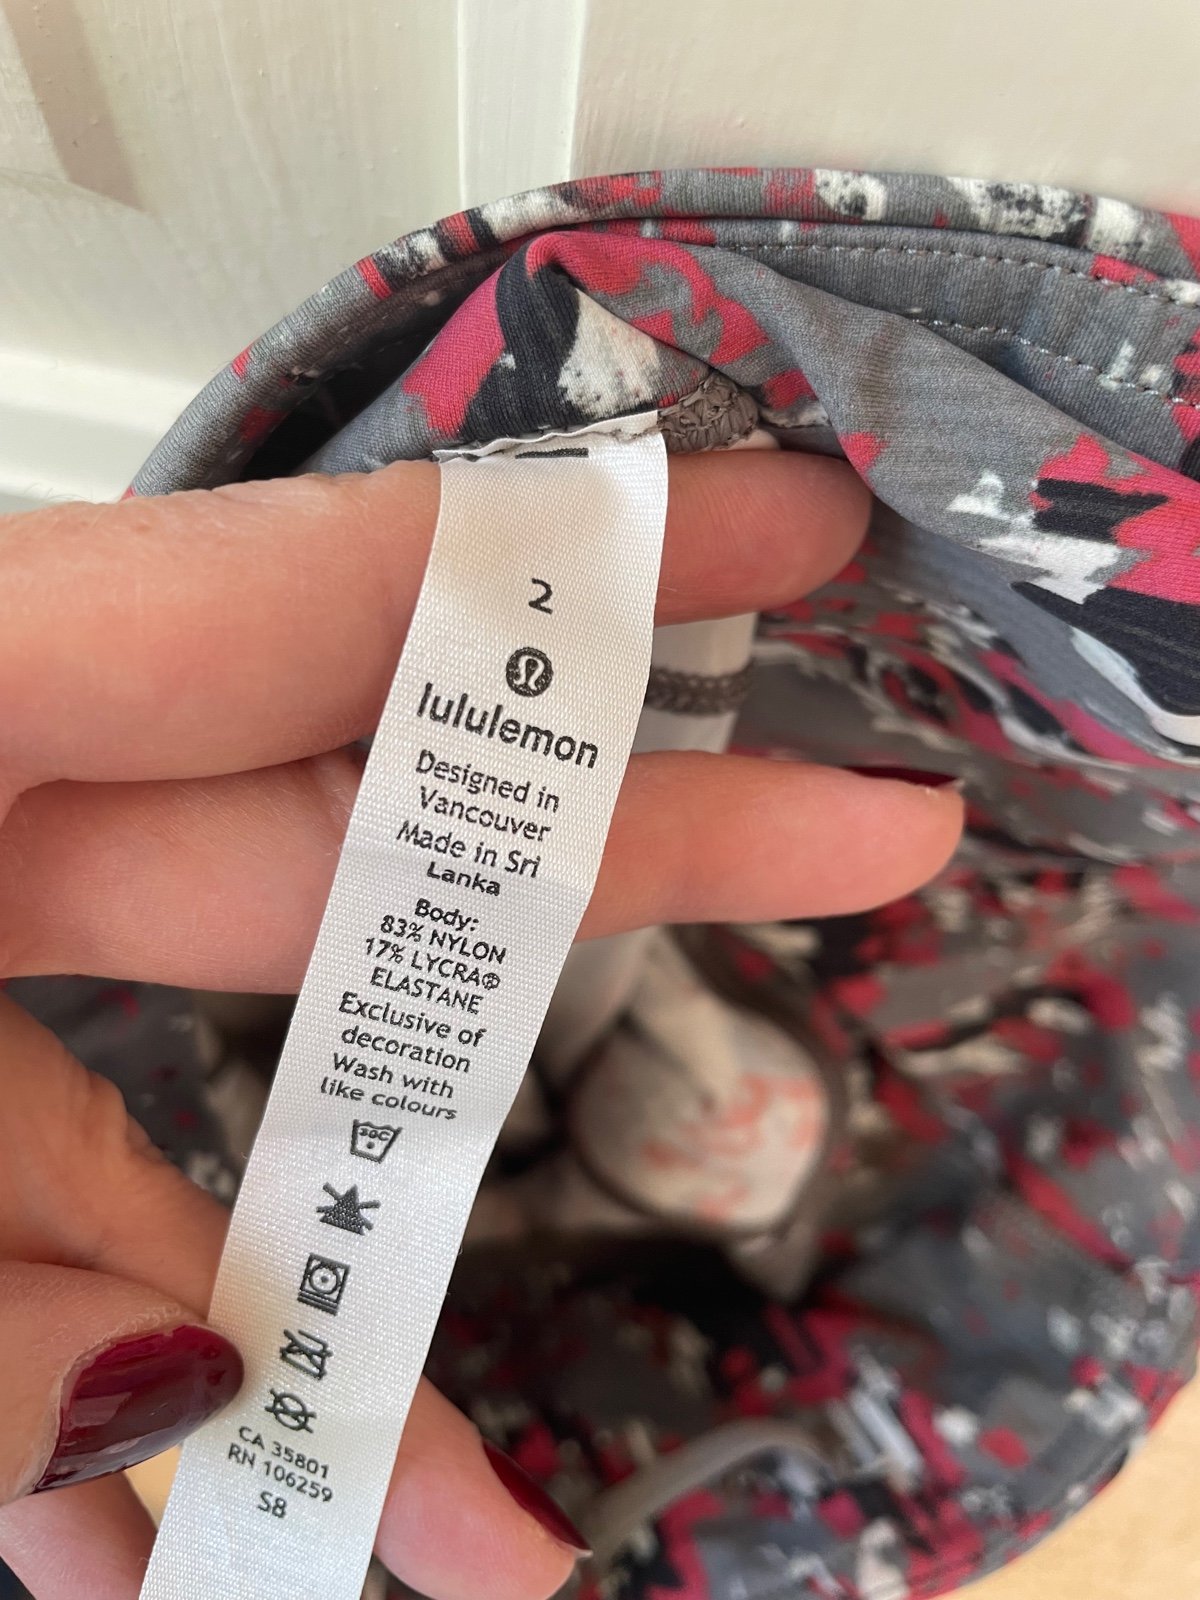 2
lululemon
Designed in
Vancouver
Made in Sri
Lanka
Body:
83% NYLON
17% LYCRA®
ELASTANE
Exclusive of
decoration
Wash with
like colours
30C
CA 35801
RN 106259
S8